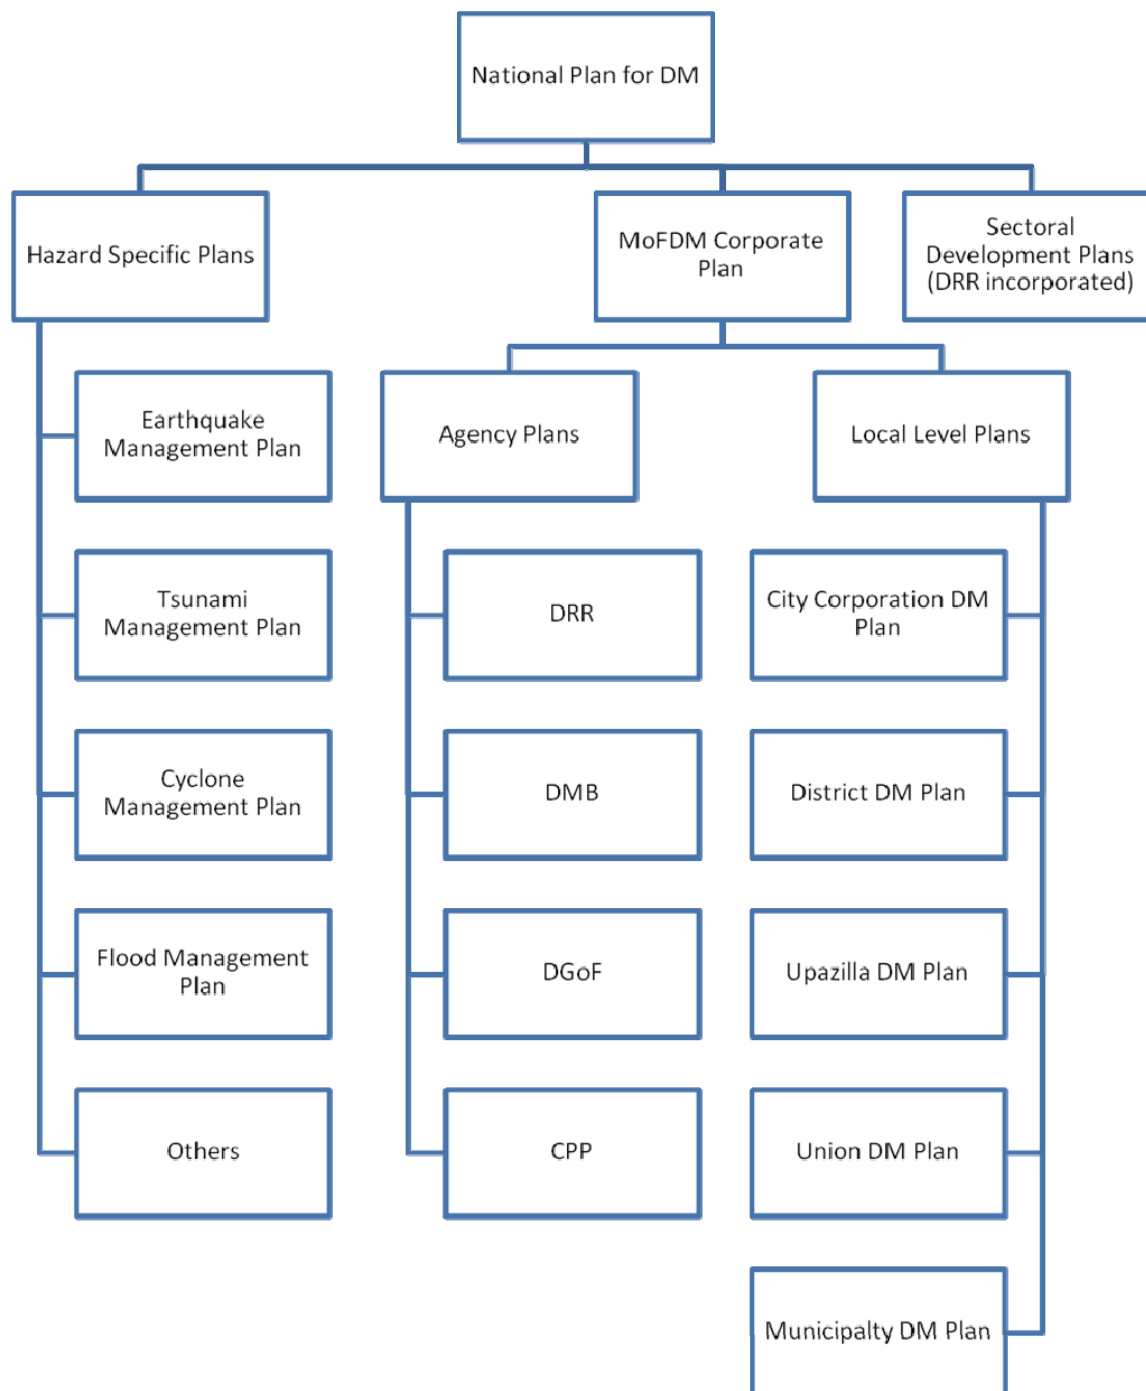 National Plan for DM
Hazard Specific Plans
MoFDM Corporate
Plan
Sectoral
Development Plans
(DRR incorporated)
Earthquake
Management Plan
Tsunami
Management Plan
Cyclone
Management Plan
Flood Management
Plan
Others
Agency Plans
DRR
DMB
DGoF
CPP
Local Level Plans
City Corporation DM
Plan
District DM Plan
Upazilla DM Plan
Union DM Plan
Municipalty DM Plan